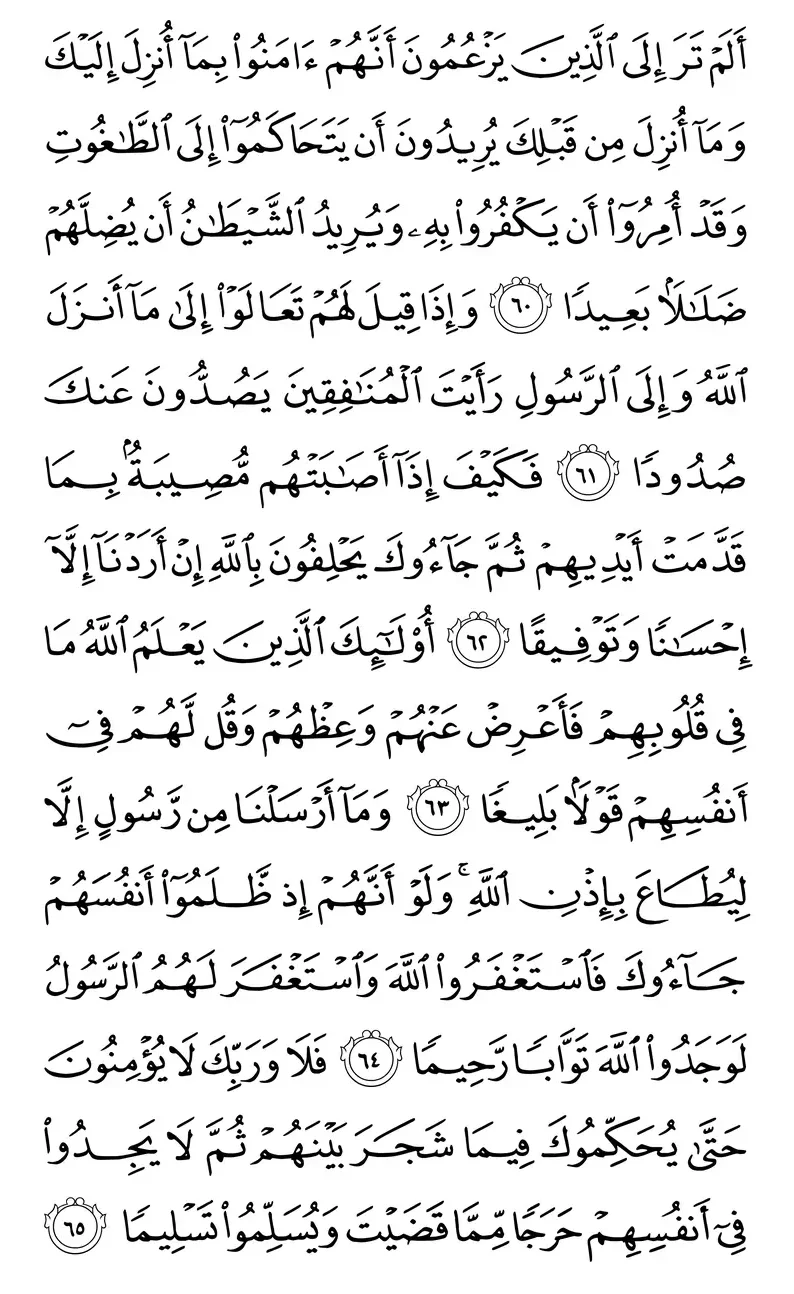 أَلَمْ تَرَ إِلَى ٱلَّذِينَ يَزْعُمُونَ أَنَّهُمْ ءَامَنُوا۟ بِمَآ أُنزِلَ إِلَيْكَ
وَمَآ أُنزِلَ مِن قَبْلِكَ يُرِيدُونَ أَن يَتَحَاكَمُوٓا۟ إِلَى ٱلطَّـٰغُوتِ
وَقَدْ أُمِرُوٓا۟ أَن يَكْفُرُوا۟ بِهِۦ وَيُرِيدُ ٱلشَّيْطَـٰنُ أَن يُضِلَّهُمْ
ضَلَـٰلًۢا بَعِيدًا ٦٠ وَإِذَا قِيلَ لَهُمْ تَعَالَوْا۟ إِلَىٰ مَآ أَنزَلَ
ٱللَّهُ وَإِلَى ٱلرَّسُولِ رَأَيْتَ ٱلْمُنَـٰفِقِينَ يَصُدُّونَ عَنكَ
صُدُودًا ٦١ فَكَيْفَ إِذَآ أَصَـٰبَتْهُم مُّصِيبَةٌۢ بِمَا
قَدَّمَتْ أَيْدِيهِمْ ثُمَّ جَآءُوكَ يَحْلِفُونَ بِٱللَّهِ إِنْ أَرَدْنَآ إِلَّآ
إِحْسَـٰنًا وَتَوْفِيقًا ٦٢ أُو۟لَـٰٓئِكَ ٱلَّذِينَ يَعْلَمُ ٱللَّهُ مَا
فِى قُلُوبِهِمْ فَأَعْرِضْ عَنْهُمْ وَعِظْهُمْ وَقُل لَّهُمْ فِىٓ
أَنفُسِهِمْ قَوْلًۢا بَلِيغًا ٦٣ وَمَآ أَرْسَلْنَا مِن رَّسُولٍ إِلَّا
لِيُطَاعَ بِإِذْنِ ٱللَّهِ ۚ وَلَوْ أَنَّهُمْ إِذ ظَّلَمُوٓا۟ أَنفُسَهُمْ
جَآءُوكَ فَٱسْتَغْفَرُوا۟ ٱللَّهَ وَٱسْتَغْفَرَ لَهُمُ ٱلرَّسُولُ
لَوَجَدُوا۟ ٱللَّهَ تَوَّابًا رَّحِيمًا ٦٤ فَلَا وَرَبِّكَ لَا يُؤْمِنُونَ
حَتَّىٰ يُحَكِّمُوكَ فِيمَا شَجَرَ بَيْنَهُمْ ثُمَّ لَا يَجِدُوا۟
فِىٓ أَنفُسِهِمْ حَرَجًا مِّمَّا قَضَيْتَ وَيُسَلِّمُوا۟ تَسْلِيمًا ٦٥